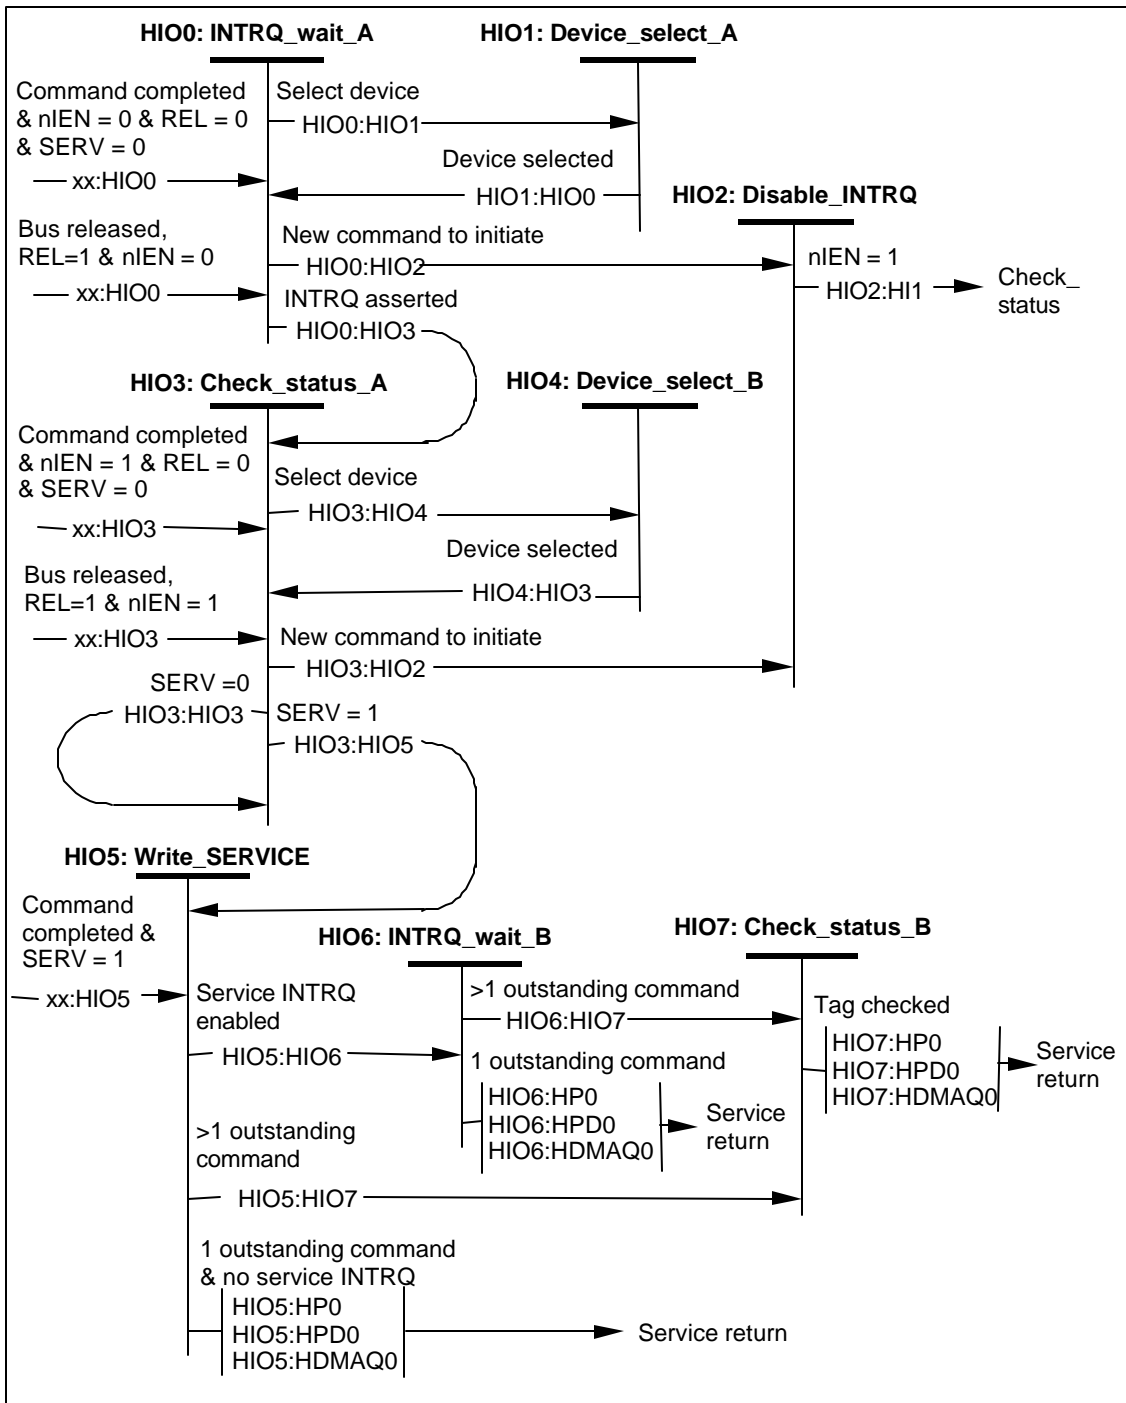 HIO0: INTRQ_wait_A
HIO1: Device_select_A
Command completed
& nIEN = 0 & REL = 0
& SERV = 0
xx:HIO0
Select device
HIO0:HIO1
Device selected
HIO1:HIO0
HIO2: Disable_INTRQ
Bus released,
REL=1 & nIEN = 0
xx:HIO0
New command to initiate
HIO0:HIO2
INTRQ asserted
HIO0:HIO3
nIEN = 1
HIO2:HI1
Check_
status
HIO3: Check_status_A
HIO4: Device_select_B
Command completed
& nIEN = 1 & REL = 0
& SERV = 0
xx:HIO3
Select device
HIO3:HIO4
Device selected
HIO4:HIO3
Bus released,
REL=1 & nIEN = 1
xx:HIO3
New command to initiate
HIO3:HIO2
SERV =0
HIO3:HIO3
SERV = 1
HIO3:HIO5
HIO5: Write_SERVICE
Command
completed &
SERV = 1
xx:HIO5
HIO6: INTRQ_wait_B
HIO7: Check_status_B
Service INTRQ
enabled
HIO5:HIO6
>1 outstanding command
HIO6:HIO7
1 outstanding command
HIO6:HP0
HIO6:HPD0
HIO6:HDMAQ0
Service
return
Tag checked
HIO7:HP0
HIO7:HPD0
HIO7:HDMAQ0
Service
return
>1 outstanding
command
HIO5:HIO7
1 outstanding command
& no service INTRQ
HIO5:HP0
HIO5:HPD0
HIO5:HDMAQ0
Service return